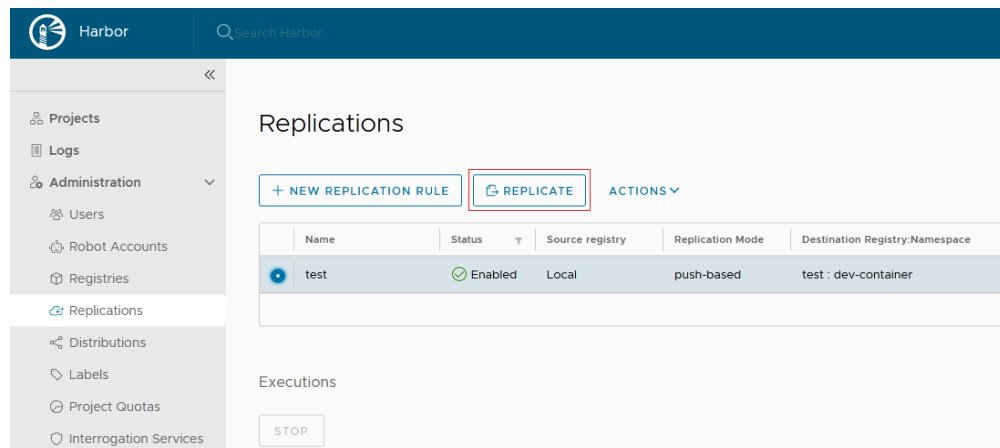 Harbor
Search Harbor...
Projects
Logs
Administration
Users
Robot Accounts
Registries
Replications
Distributions
Labels
Project Quotas
Interrogation Services
Replications
+ NEW REPLICATION RULE
REPLICATE
ACTIONS
Name Status Source registry Replication Mode Destination Registry:Namespace
test Enabled Local push-based test : dev-container
Executions
STOP